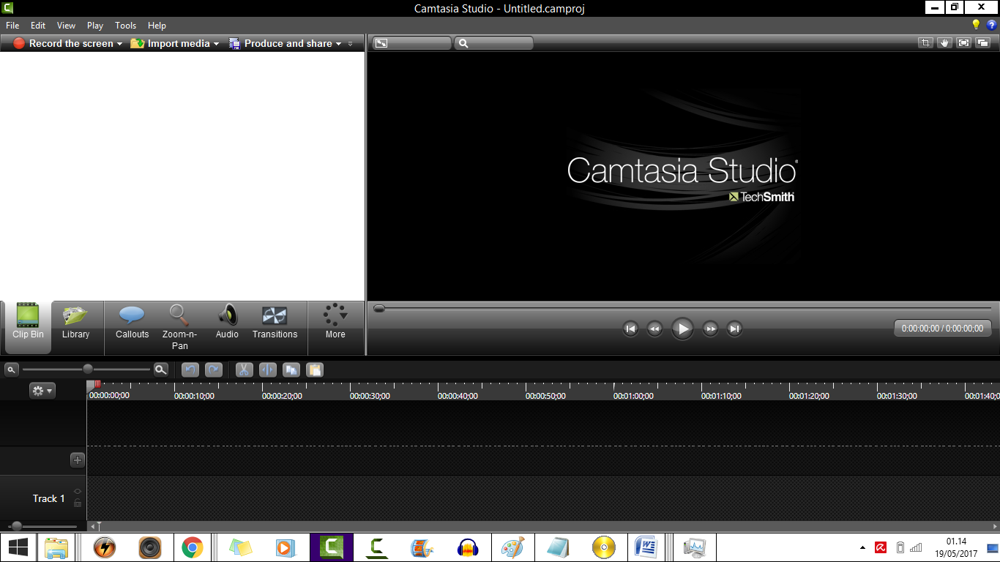 Camtasia Studio - Untitled.camproj
File Edit View Play Tools Help
Record the screen Import media Produce and share
Camtasia Studio®
TechSmith
Clip Bin Library Callouts Zoom-n-Pan Audio Transitions More
0:00:00;00 / 0:00:00;00
00:00:00;00 00:00:10;00 00:00:20;00 00:00:30;00 00:00:40;00 00:00:50;00 00:01:00;00 00:01:10;00 00:01:20;00 00:01:30;00 00:01:40;0
Track 1
01.14
19/05/2017